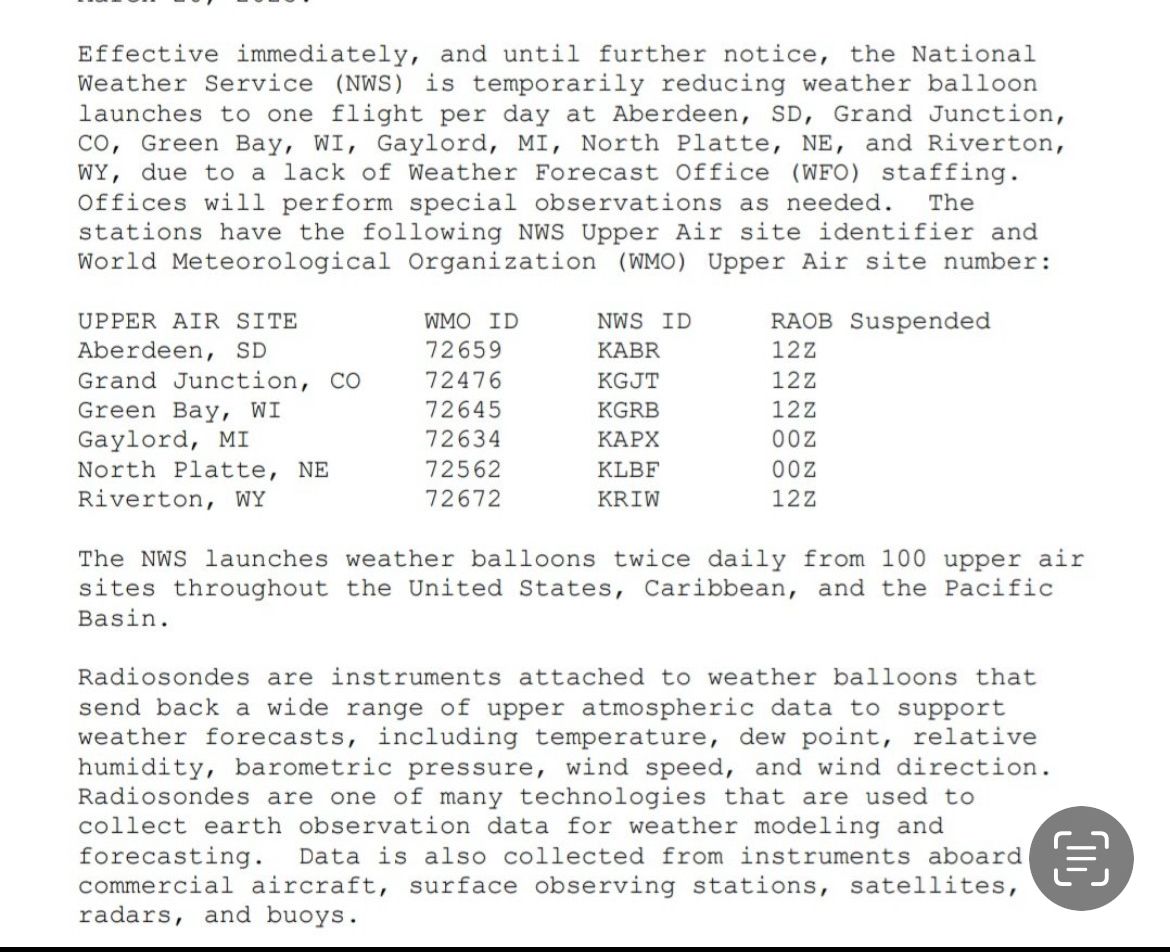 Effective immediately, and until further notice, the National
Weather Service (NWS) is temporarily reducing weather balloon
launches to one flight per day at Aberdeen, SD, Grand Junction,
CO, Green Bay, WI, Gaylord, MI, North Platte, NE, and Riverton,
WY, due to a lack of Weather Forecast Office (WFO) staffing.
Offices will perform special observations as needed.  The
stations have the following NWS Upper Air site identifier and
World Meteorological Organization (WMO) Upper Air site number:
UPPER AIR SITE WMO ID NWS ID RAOB Suspended
Aberdeen, SD 72659 KABR 12Z
Grand Junction, CO 72476 KGJT 12Z
Green Bay, WI 72645 KGRB 12Z
Gaylord, MI 72634 KAPX 00Z
North Platte, NE 72562 KLBF 00Z
Riverton, WY 72672 KRIW 12Z
The NWS launches weather balloons twice daily from 100 upper air
sites throughout the United States, Caribbean, and the Pacific
Basin.
Radiosondes are instruments attached to weather balloons that
send back a wide range of upper atmospheric data to support
weather forecasts, including temperature, dew point, relative
humidity, barometric pressure, wind speed, and wind direction.
Radiosondes are one of many technologies that are used to
collect earth observation data for weather modeling and
forecasting.  Data is also collected from instruments aboard
commercial aircraft, surface observing stations, satellites,
radars, and buoys.